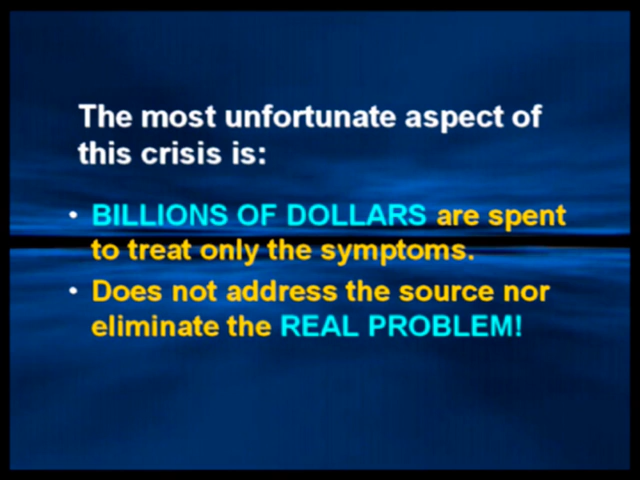 The most unfortunate aspect of
this crisis is:
• BILLIONS OF DOLLARS are spent
to treat only the symptoms.
• Does not address the source nor
eliminate the REAL PROBLEM!